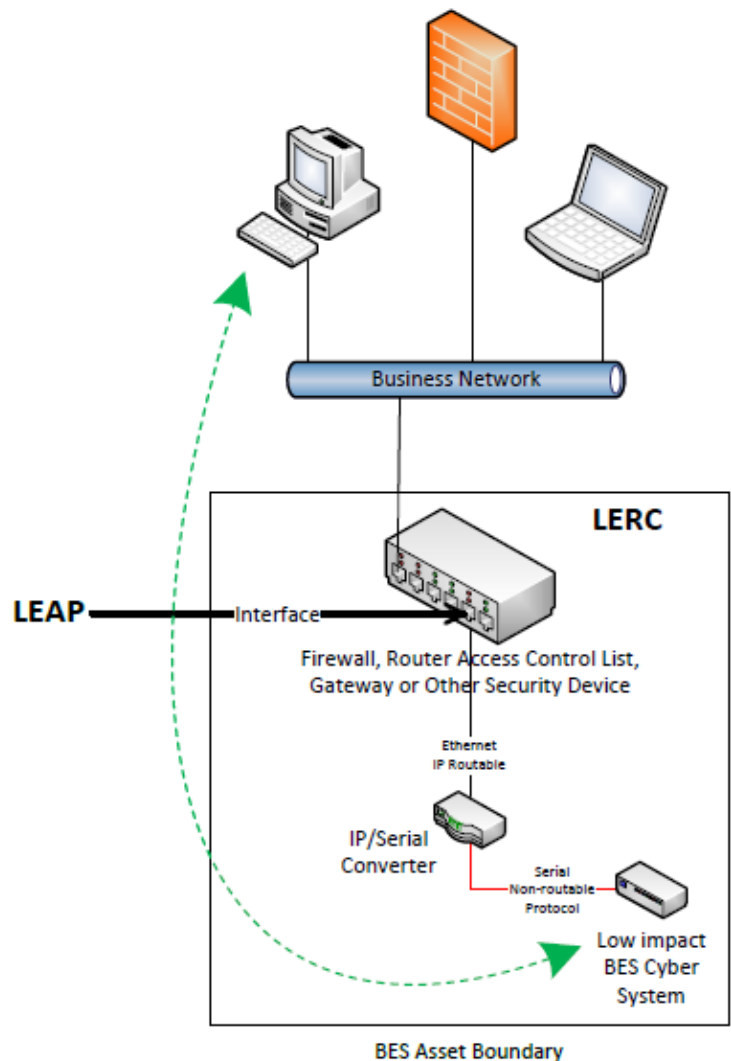 Business Network
LERC
LEAP
Interface
Firewall, Router Access Control List,
Gateway or Other Security Device
Ethernet
IP Routable
IP/Serial
Converter
Serial
Non-routable
Protocol
Low impact
BES Cyber
System
BES Asset Boundary